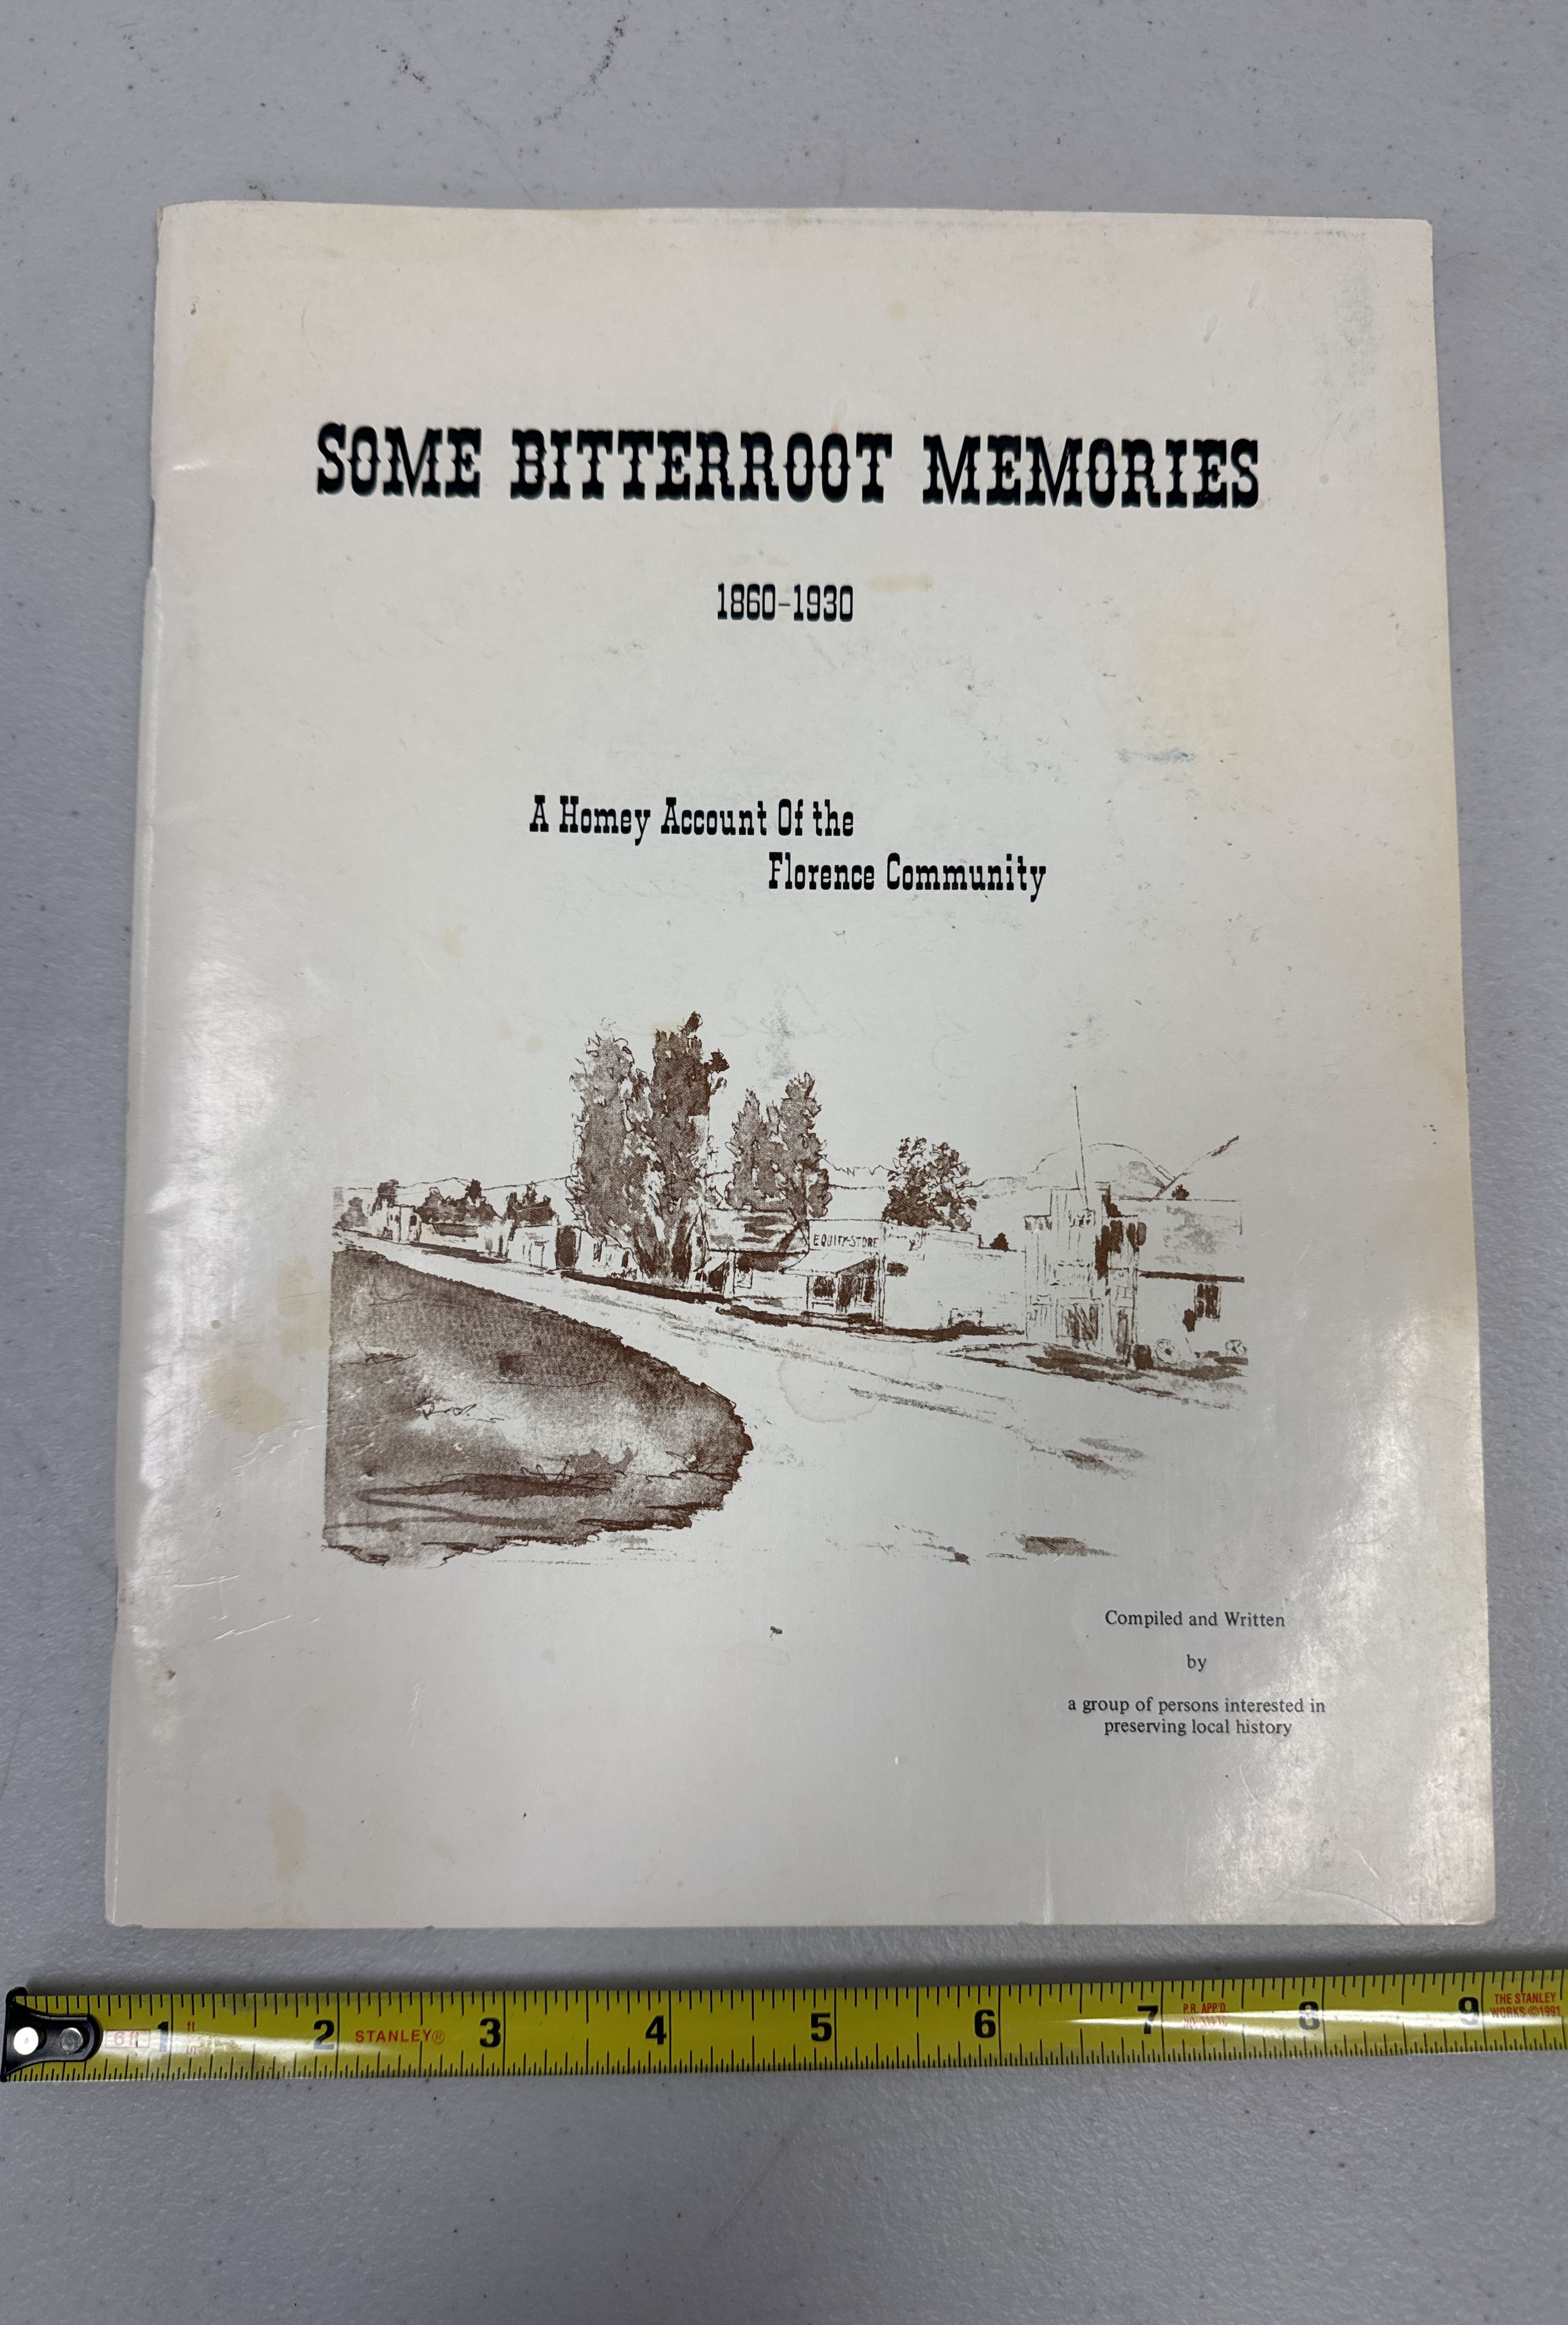 SOME BITTERROOT MEMORIES
1860-1930
A Homey Account Of the
Florence Community
EQUITY-STORE
Compiled and Written
by
a group of persons interested in
preserving local history
1 2 STANLEY® 3 4 5 6 7 P.R. APP'D. 8 9 THE STANLEY
WORKS ©1991